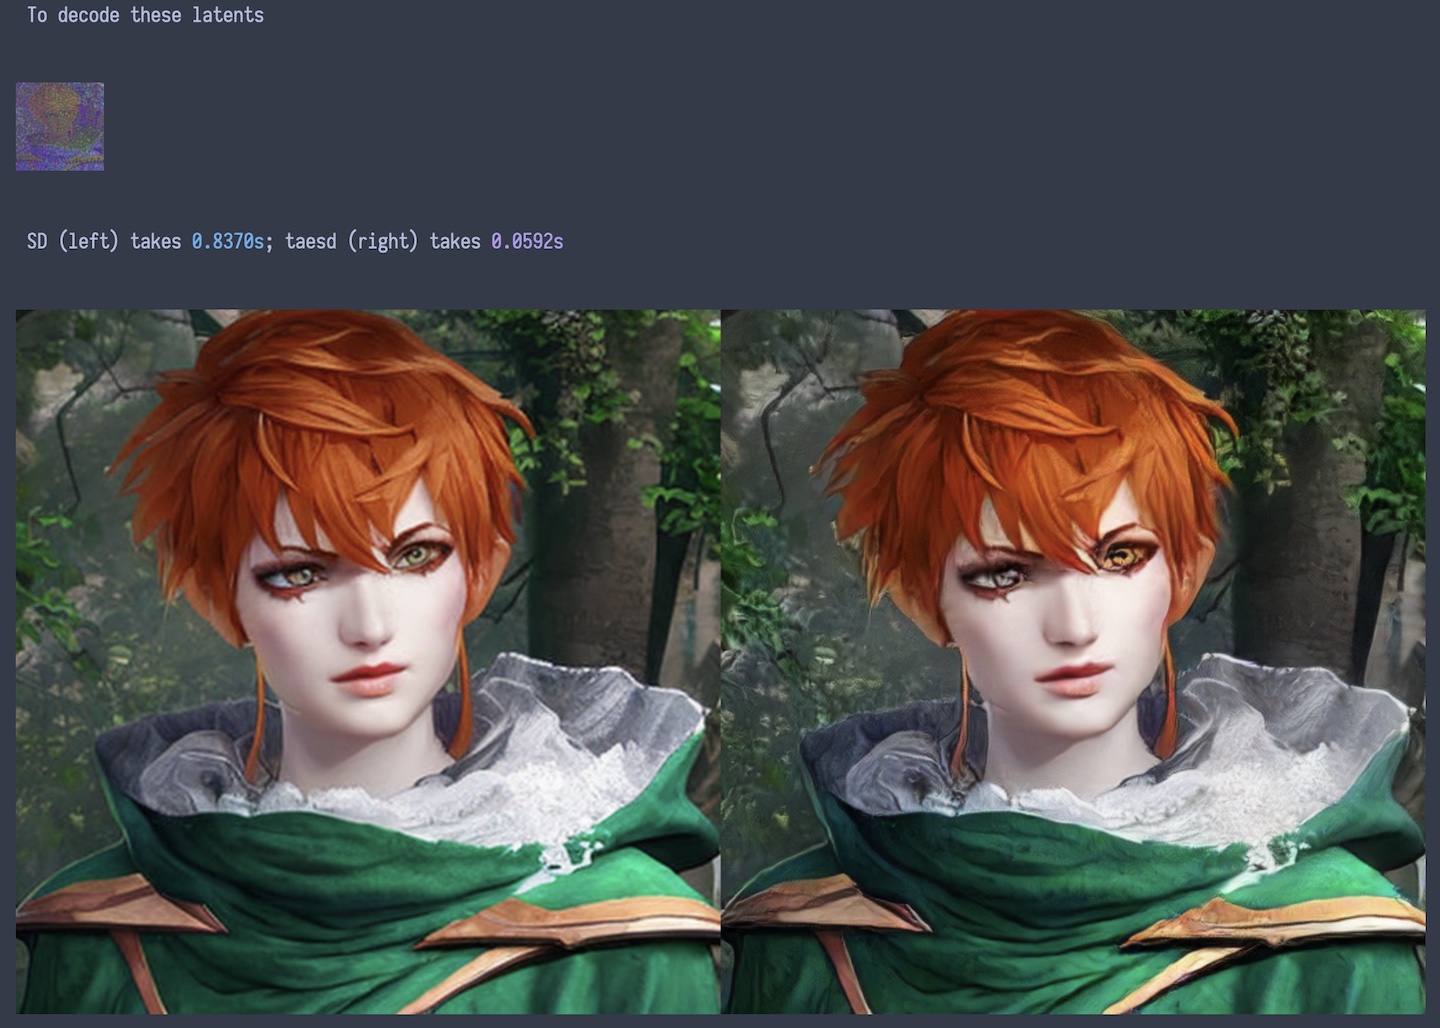 To decode these latents
SD (left) takes 0.8370s; taesd (right) takes 0.0592s